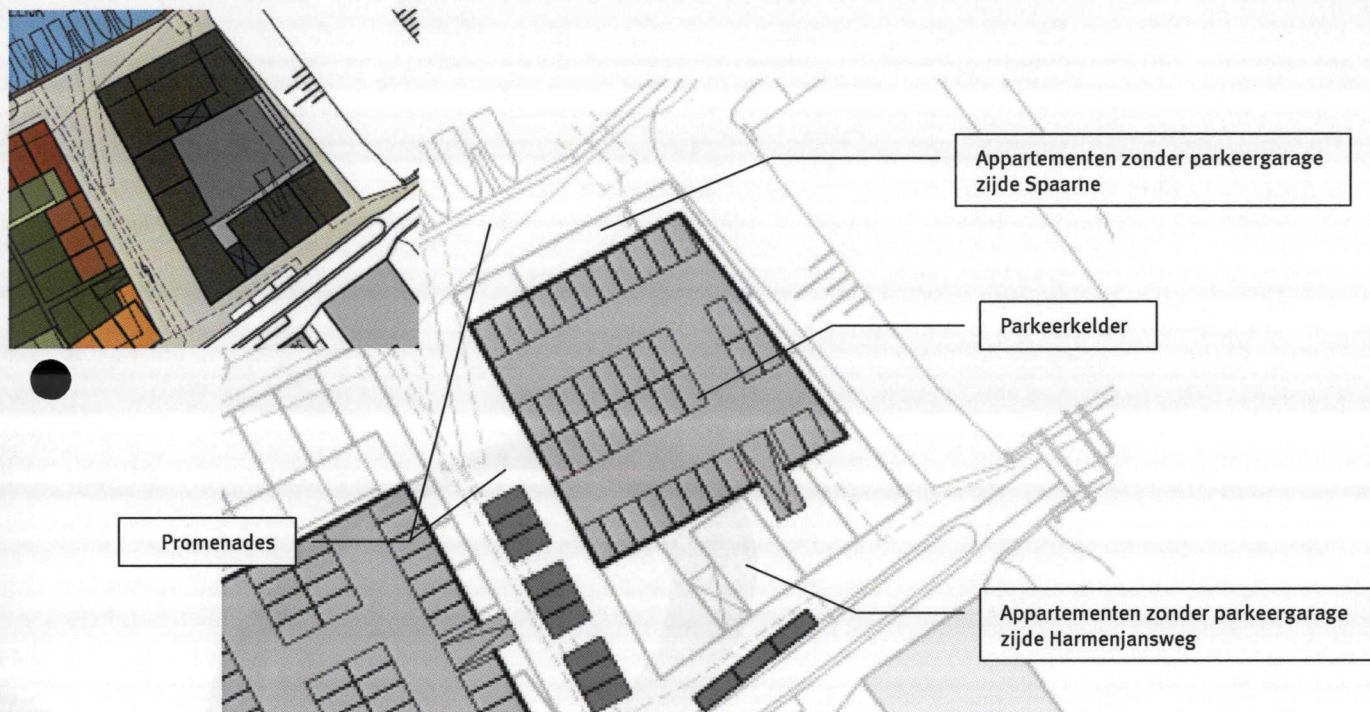 Appartementen zonder parkeergarage
zijde Spaarne
Parkeerkelder
Promenades
Appartementen zonder parkeergarage
zijde Harmenjansweg